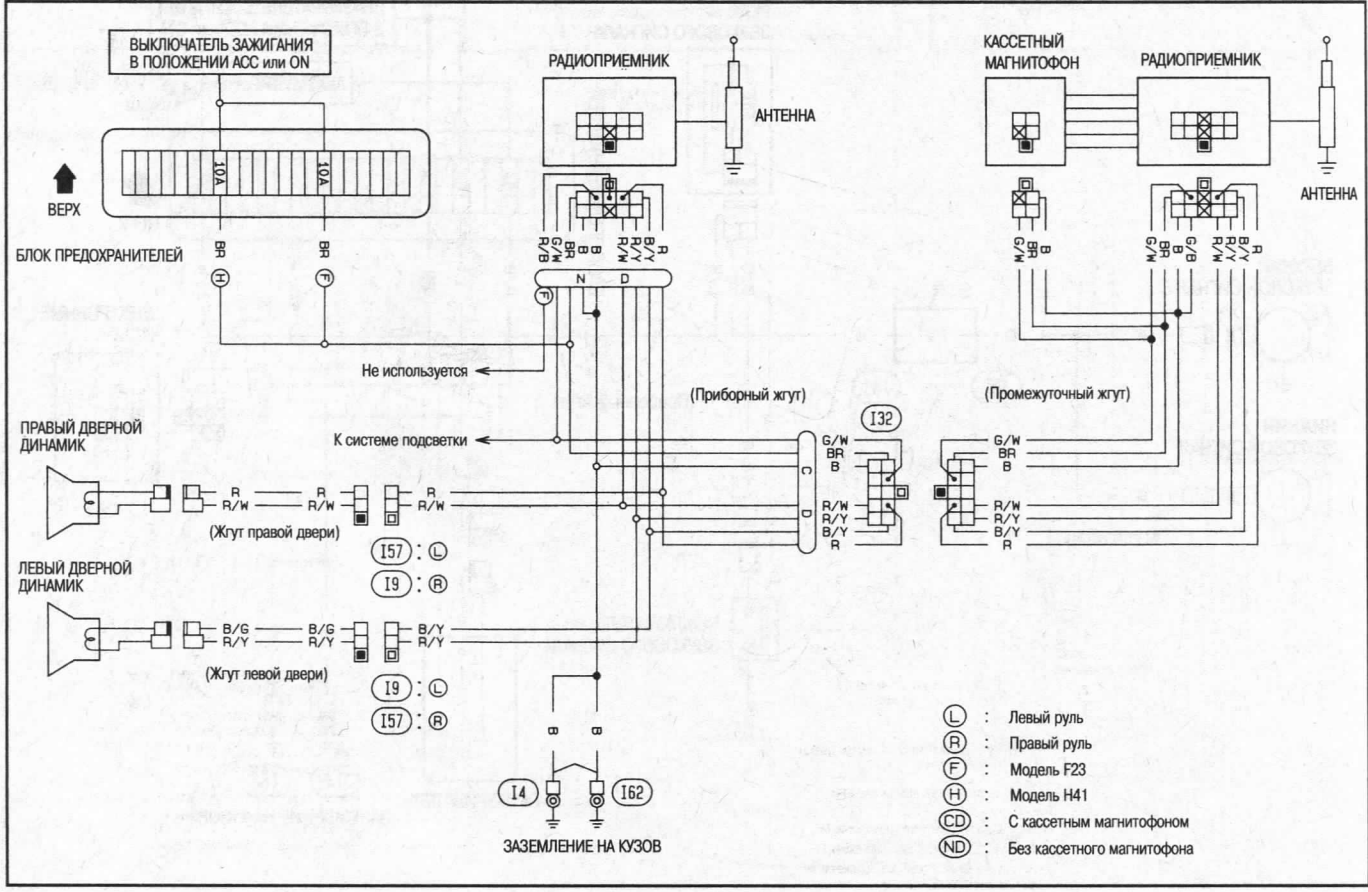 ВЫКЛЮЧАТЕЛЬ ЗАЖИГАНИЯ
В ПОЛОЖЕНИИ ACC или ON
10A
10A
ВЕРХ
БЛОК ПРЕДОХРАНИТЕЛЕЙ
BR
BR
H
F
РАДИОПРИЕМНИК
АНТЕННА
R/B
G/W
BR
B
B
R/W
R/Y
B/Y
R
N
D
F
КАССЕТНЫЙ
МАГНИТОФОН
РАДИОПРИЕМНИК
АНТЕННА
G/W
BR
B
G/W
BR
B
G/B
R/W
R/Y
B/Y
R
Не используется
К системе подсветки
(Приборный жгут)
(Промежуточный жгут)
I32
C
D
G/W
BR
B
R/W
R/Y
B/Y
R
G/W
BR
B
R/W
R/Y
B/Y
R
ПРАВЫЙ ДВЕРНОЙ
ДИНАМИК
R R R
R/W R/W R/W
(Жгут правой двери)
I57 : L
I9 : R
ЛЕВЫЙ ДВЕРНОЙ
ДИНАМИК
B/G B/G B/Y
R/Y R/Y R/Y
(Жгут левой двери)
I9 : L
I57 : R
B
B
I4
I62
ЗАЗЕМЛЕНИЕ НА КУЗОВ
L : Левый руль
R : Правый руль
F : Модель F23
H : Модель H41
CD : С кассетным магнитофоном
ND : Без кассетного магнитофона